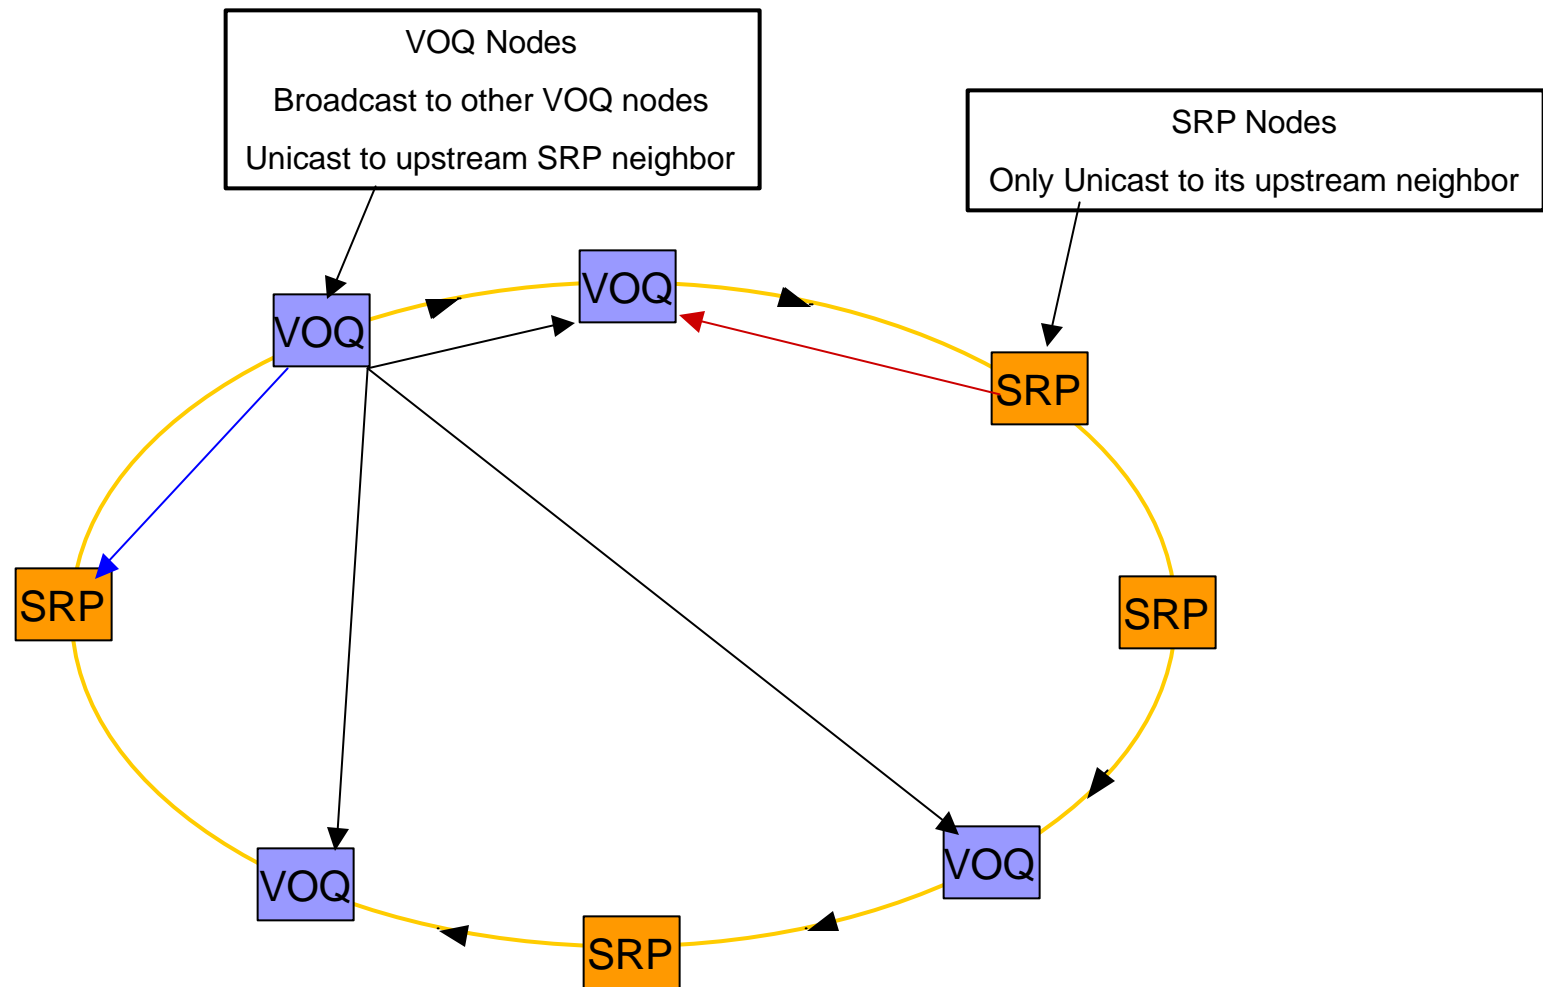 VOQ Nodes
Broadcast to other VOQ nodes
Unicast to upstream SRP neighbor
SRP Nodes
Only Unicast to its upstream neighbor
VOQ
VOQ
SRP
SRP
SRP
VOQ
VOQ
SRP